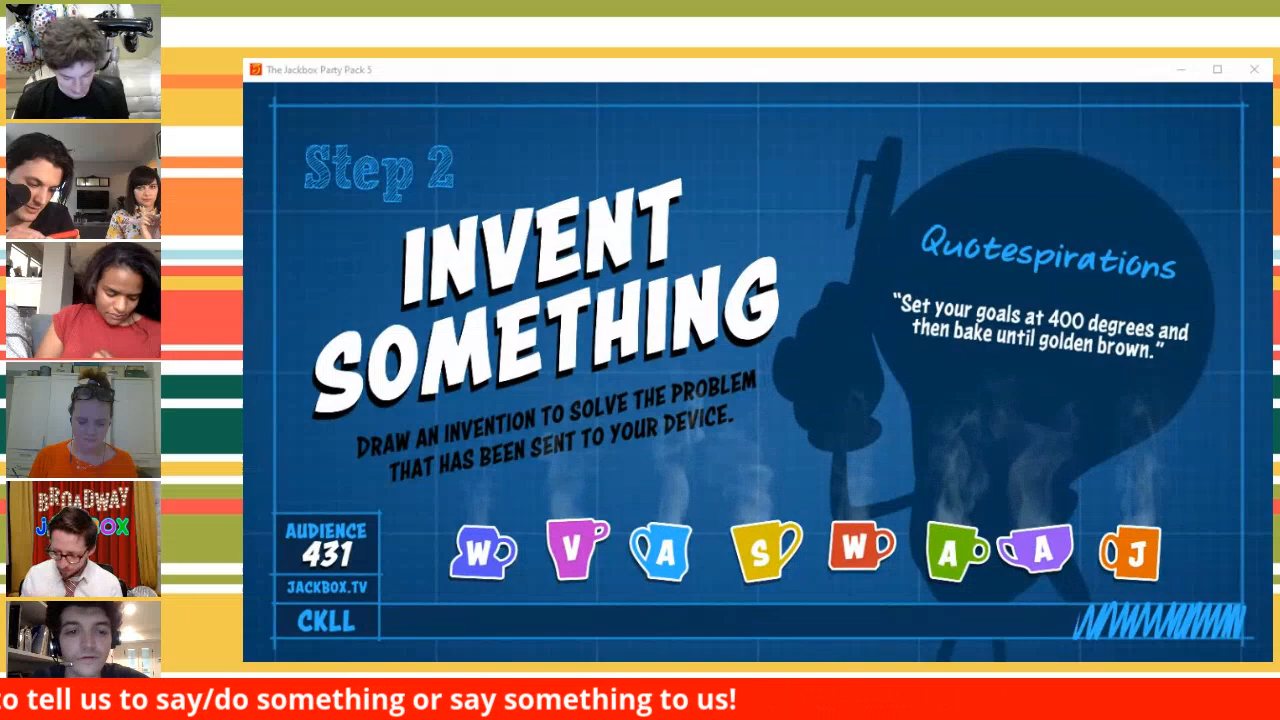 The Jackbox Party Pack 5
Step 2
INVENT
SOMETHING
DRAW AN INVENTION TO SOLVE THE PROBLEM
THAT HAS BEEN SENT TO YOUR DEVICE.
Quotespirations
"Set your goals at 400 degrees and
then bake until golden brown."
AUDIENCE
431
JACKBOX.TV
CKLL
W V A S W A A J
BROADWAY
to tell us to say/do something or say something to us!